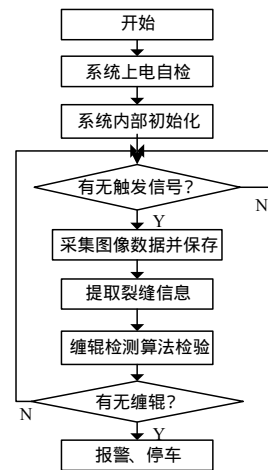 开始
系统上电自检
系统内部初始化
有无触发信号?
N
Y
采集图像数据并保存
提取裂缝信息
缠辊检测算法检验
有无缠辊?
N
Y
报警、停车